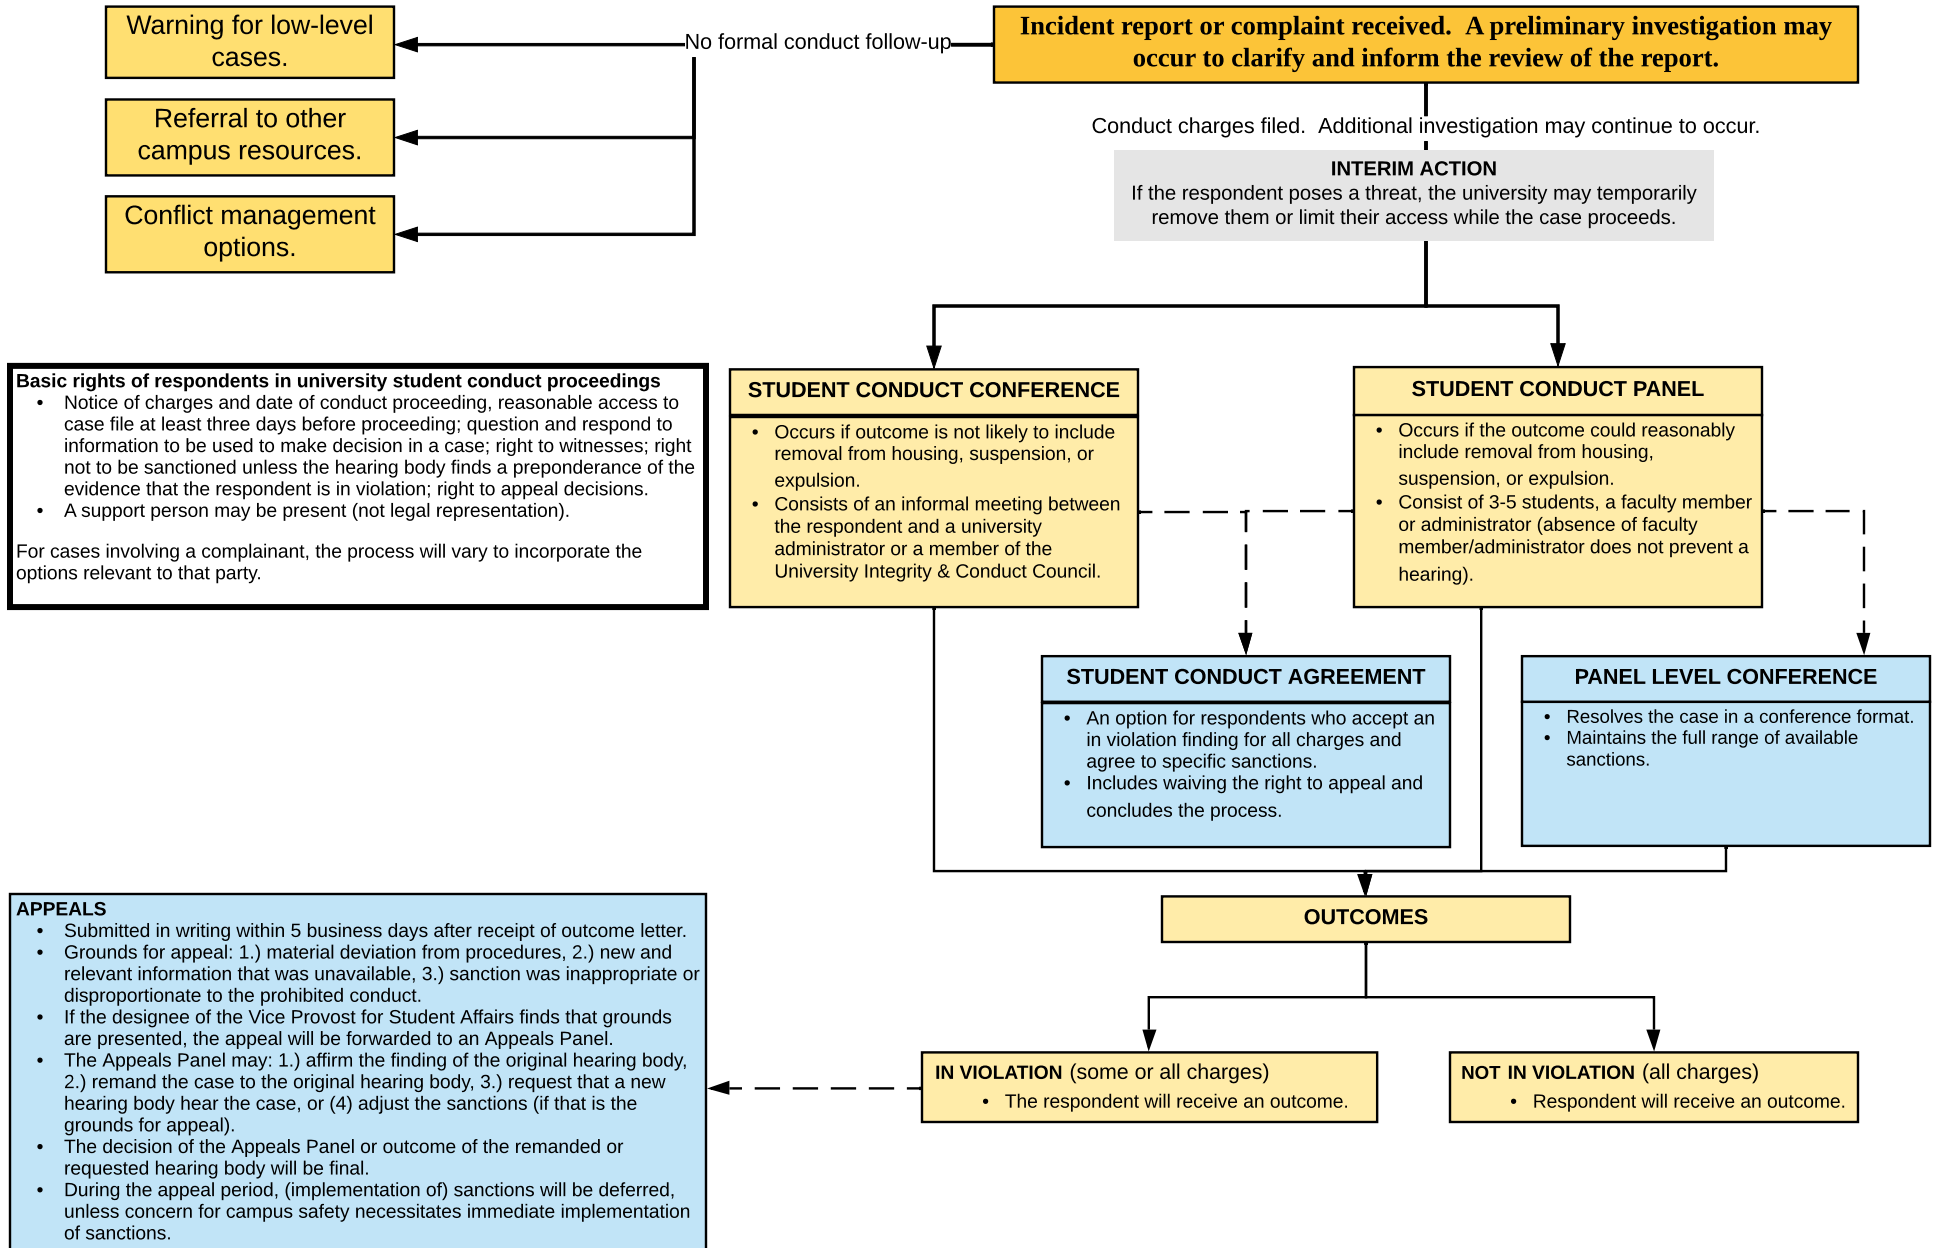 Warning for low-level
cases.
No formal conduct follow-up
Incident report or complaint received.  A preliminary investigation may
occur to clarify and inform the review of the report.
Referral to other
campus resources.
Conduct charges filed.  Additional investigation may continue to occur.
INTERIM ACTION
If the respondent poses a threat, the university may temporarily
remove them or limit their access while the case proceeds.
Conflict management
options.
Basic rights of respondents in university student conduct proceedings
• Notice of charges and date of conduct proceeding, reasonable access to
case file at least three days before proceeding; question and respond to
information to be used to make decision in a case; right to witnesses; right
not to be sanctioned unless the hearing body finds a preponderance of the
evidence that the respondent is in violation; right to appeal decisions.
• A support person may be present (not legal representation).
For cases involving a complainant, the process will vary to incorporate the
options relevant to that party.
STUDENT CONDUCT CONFERENCE
• Occurs if outcome is not likely to include
removal from housing, suspension, or
expulsion.
• Consists of an informal meeting between
the respondent and a university
administrator or a member of the
University Integrity & Conduct Council.
STUDENT CONDUCT PANEL
• Occurs if the outcome could reasonably
include removal from housing,
suspension, or expulsion.
• Consist of 3-5 students, a faculty member
or administrator (absence of faculty
member/administrator does not prevent a
hearing).
STUDENT CONDUCT AGREEMENT
• An option for respondents who accept an
in violation finding for all charges and
agree to specific sanctions.
• Includes waiving the right to appeal and
concludes the process.
PANEL LEVEL CONFERENCE
• Resolves the case in a conference format.
• Maintains the full range of available
sanctions.
OUTCOMES
IN VIOLATION (some or all charges)
• The respondent will receive an outcome.
NOT IN VIOLATION (all charges)
• Respondent will receive an outcome.
APPEALS
• Submitted in writing within 5 business days after receipt of outcome letter.
• Grounds for appeal: 1.) material deviation from procedures, 2.) new and
relevant information that was unavailable, 3.) sanction was inappropriate or
disproportionate to the prohibited conduct.
• If the designee of the Vice Provost for Student Affairs finds that grounds
are presented, the appeal will be forwarded to an Appeals Panel.
• The Appeals Panel may: 1.) affirm the finding of the original hearing body,
2.) remand the case to the original hearing body, 3.) request that a new
hearing body hear the case, or (4) adjust the sanctions (if that is the
grounds for appeal).
• The decision of the Appeals Panel or outcome of the remanded or
requested hearing body will be final.
• During the appeal period, (implementation of) sanctions will be deferred,
unless concern for campus safety necessitates immediate implementation
of sanctions.